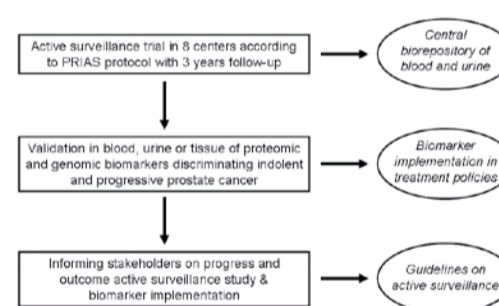 Active surveillance trial in 8 centers according
to PRIAS protocol with 3 years follow-up
Central
biorepository of
blood and urine
Validation in blood, urine or tissue of proteomic
and genomic biomarkers discriminating indolent
and progressive prostate cancer
Biomarker
implementation in
treatment policies
Informing stakeholders on progress and
outcome active surveillance study &
biomarker implementation
Guidelines on
active surveillance